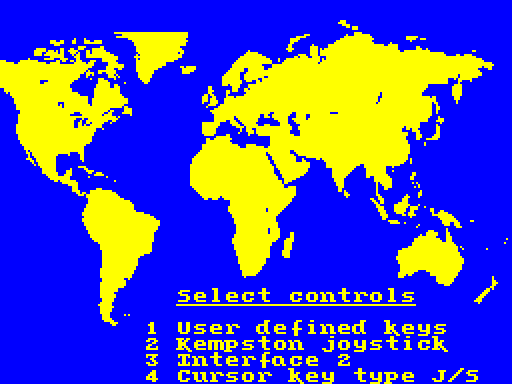 Select controls
1 User defined keys
2 Kempston joystick
3 Interface 2
4 Cursor key type J/S